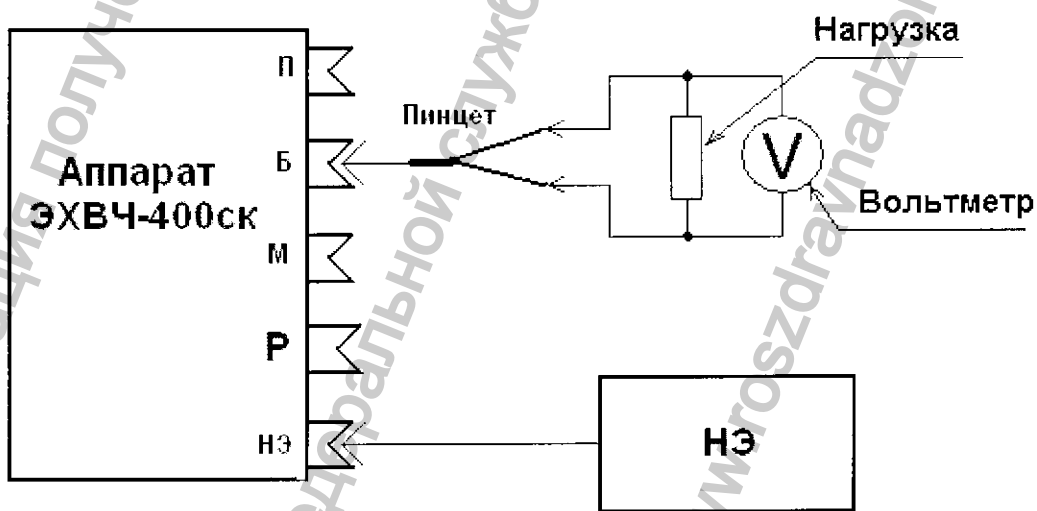 Нагрузка
П
Пинцет
Б
Аппарат
ЭХВЧ-400ск
V
Вольтметр
М
Р
НЭ
НЭ